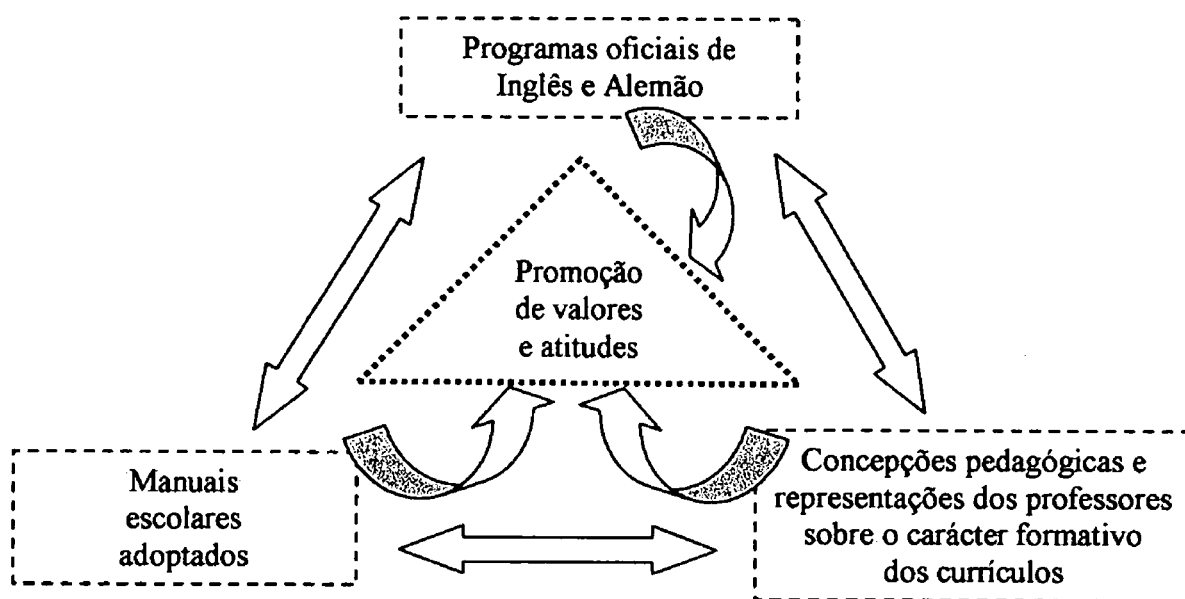 Programas oficiais de
Inglês e Alemão
Promoção
de valores
e atitudes
Manuais
escolares
adoptados
Concepções pedagógicas e
representações dos professores
sobre o carácter formativo
dos currículos